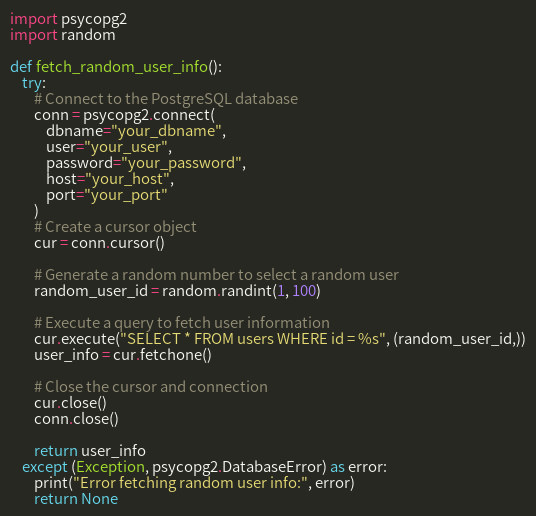 import psycopg2
import random

def fetch_random_user_info():
    try:
        # Connect to the PostgreSQL database
        conn = psycopg2.connect(
            dbname="your_dbname",
            user="your_user",
            password="your_password",
            host="your_host",
            port="your_port"
        )
        # Create a cursor object
        cur = conn.cursor()

        # Generate a random number to select a random user
        random_user_id = random.randint(1, 100)

        # Execute a query to fetch user information
        cur.execute("SELECT * FROM users WHERE id = %s", (random_user_id,))
        user_info = cur.fetchone()

        # Close the cursor and connection
        cur.close()
        conn.close()

        return user_info
    except (Exception, psycopg2.DatabaseError) as error:
        print("Error fetching random user info:", error)
        return None